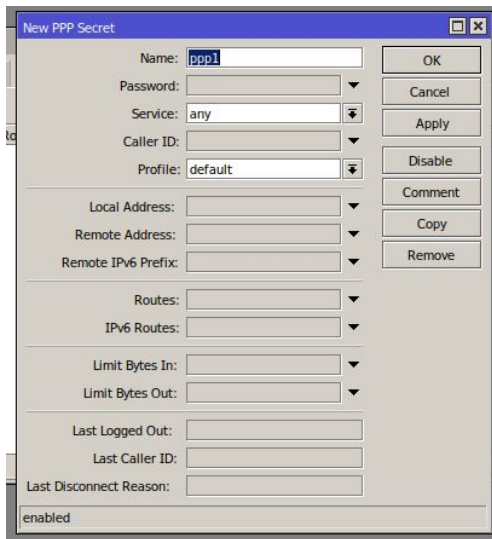 New PPP Secret
Name: ppp1
OK
Password:
Cancel
Service: any
Apply
Caller ID:
Profile: default
Disable
Comment
Local Address:
Copy
Remote Address:
Remove
Remote IPv6 Prefix:
Routes:
IPv6 Routes:
Limit Bytes In:
Limit Bytes Out:
Last Logged Out:
Last Caller ID:
Last Disconnect Reason:
enabled